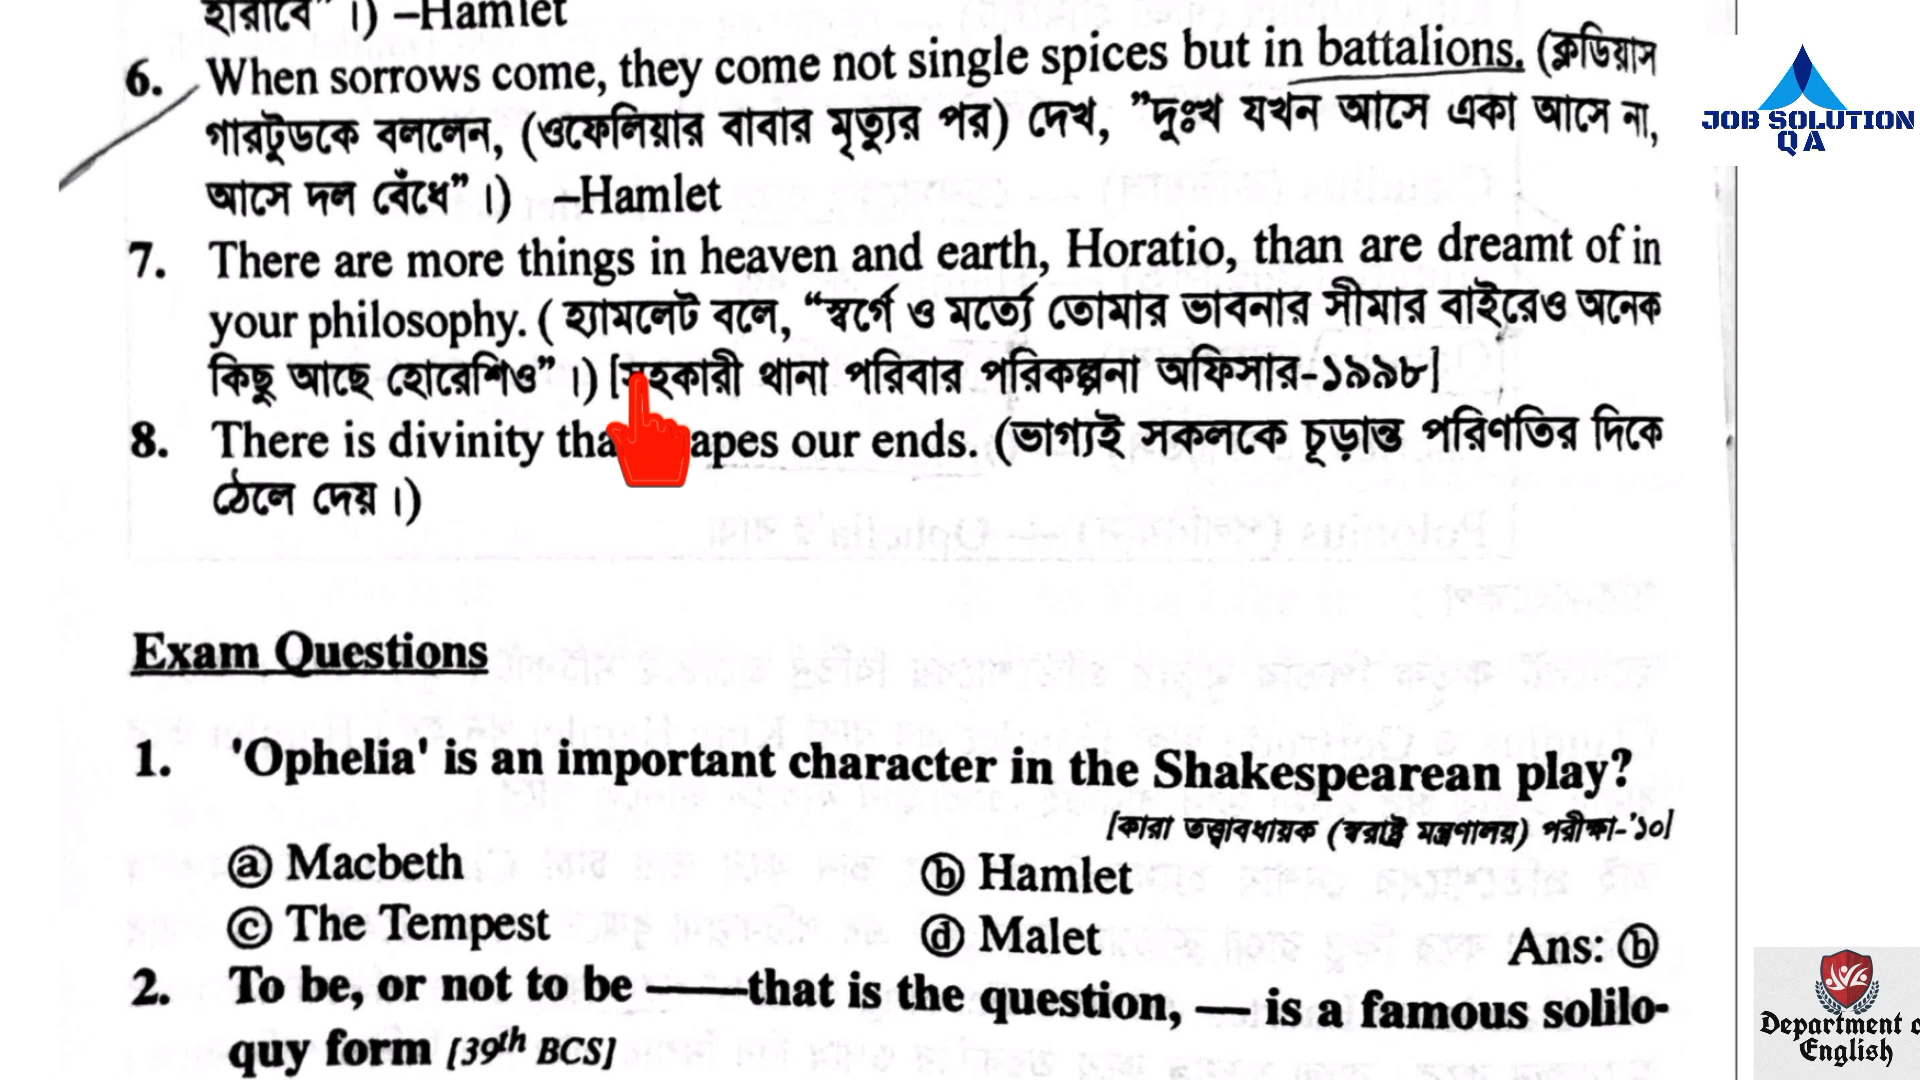 হারাবে” ।) –Hamlet
6. When sorrows come, they come not single spices but in battalions. (ক্লডিয়াস
গারট্রুডকে বললেন, (ওফেলিয়ার বাবার মৃত্যুর পর) দেখ, ”দুঃখ যখন আসে একা আসে না,
আসে দল বেঁধে” ।) –Hamlet
7. There are more things in heaven and earth, Horatio, than are dreamt of in
your philosophy. ( হ্যামলেট বলে, “স্বর্গে ও মর্ত্যে তোমার ভাবনার সীমার বাইরেও অনেক
কিছু আছে হোরেশিও” ।) [সহকারী থানা পরিবার পরিকল্পনা অফিসার-১৯৯৮]
8. There is divinity tha apes our ends. (ভাগ্যই সকলকে চূড়ান্ত পরিণতির দিকে
ঠেলে দেয় ।)
Exam Questions
1. 'Ophelia' is an important character in the Shakespearean play?
[কারা তত্ত্বাবধায়ক (স্বরাষ্ট্র মন্ত্রণালয়) পরীক্ষা-'১০]
ⓐ Macbeth ⓑ Hamlet
ⓒ The Tempest ⓓ Malet Ans: ⓑ
2. To be, or not to be ——that is the question, — is a famous solilo-
quy form [39th BCS]
JOB SOLUTION
QA
Department o
English